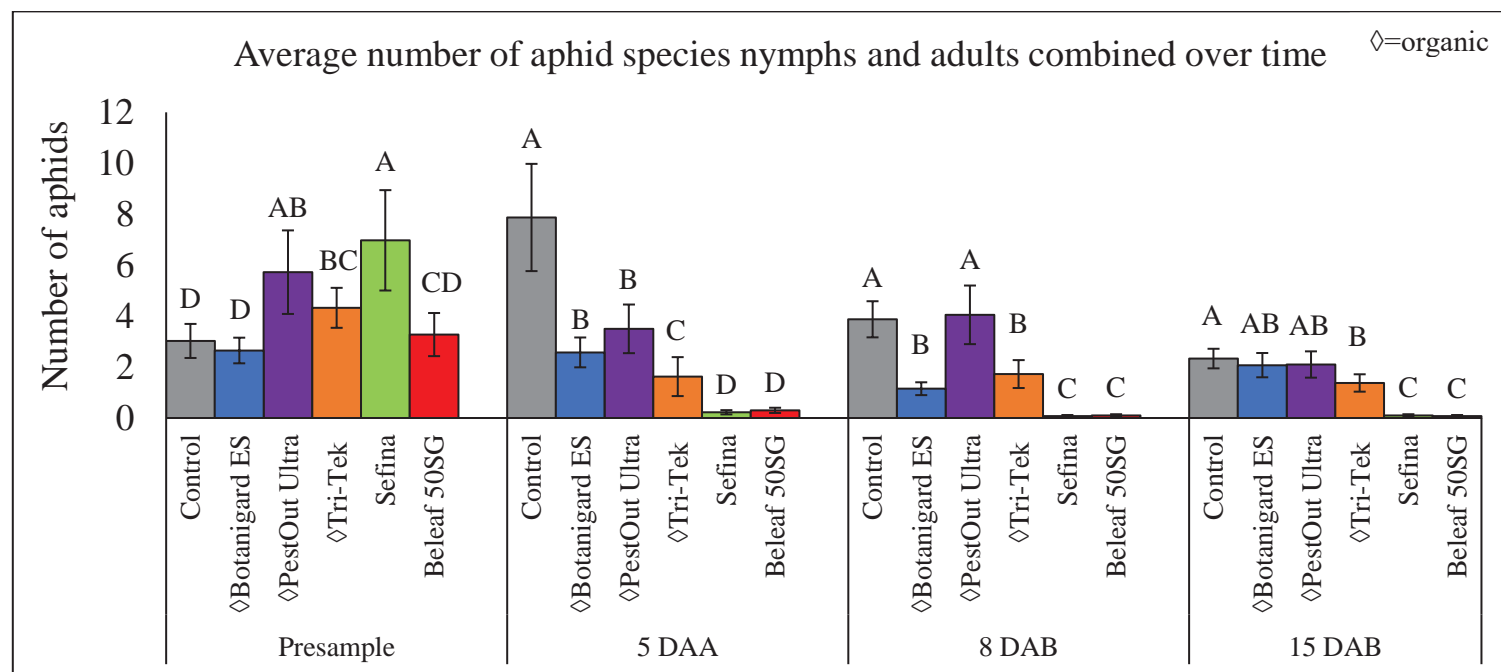 Average number of aphid species nymphs and adults combined over time
◊=organic
Number of aphids
12
10
8
6
4
2
0
D
D
AB
BC
A
CD
A
B
B
C
D
D
A
B
A
B
C
C
A
AB
AB
B
C
C
Control
◊Botanigard ES
◊PestOut Ultra
◊Tri-Tek
Sefina
Beleaf 50SG
Control
◊Botanigard ES
◊PestOut Ultra
◊Tri-Tek
Sefina
Beleaf 50SG
Control
◊Botanigard ES
◊PestOut Ultra
◊Tri-Tek
Sefina
Beleaf 50SG
Control
◊Botanigard ES
◊PestOut Ultra
◊Tri-Tek
Sefina
Beleaf 50SG
Presample
5 DAA
8 DAB
15 DAB